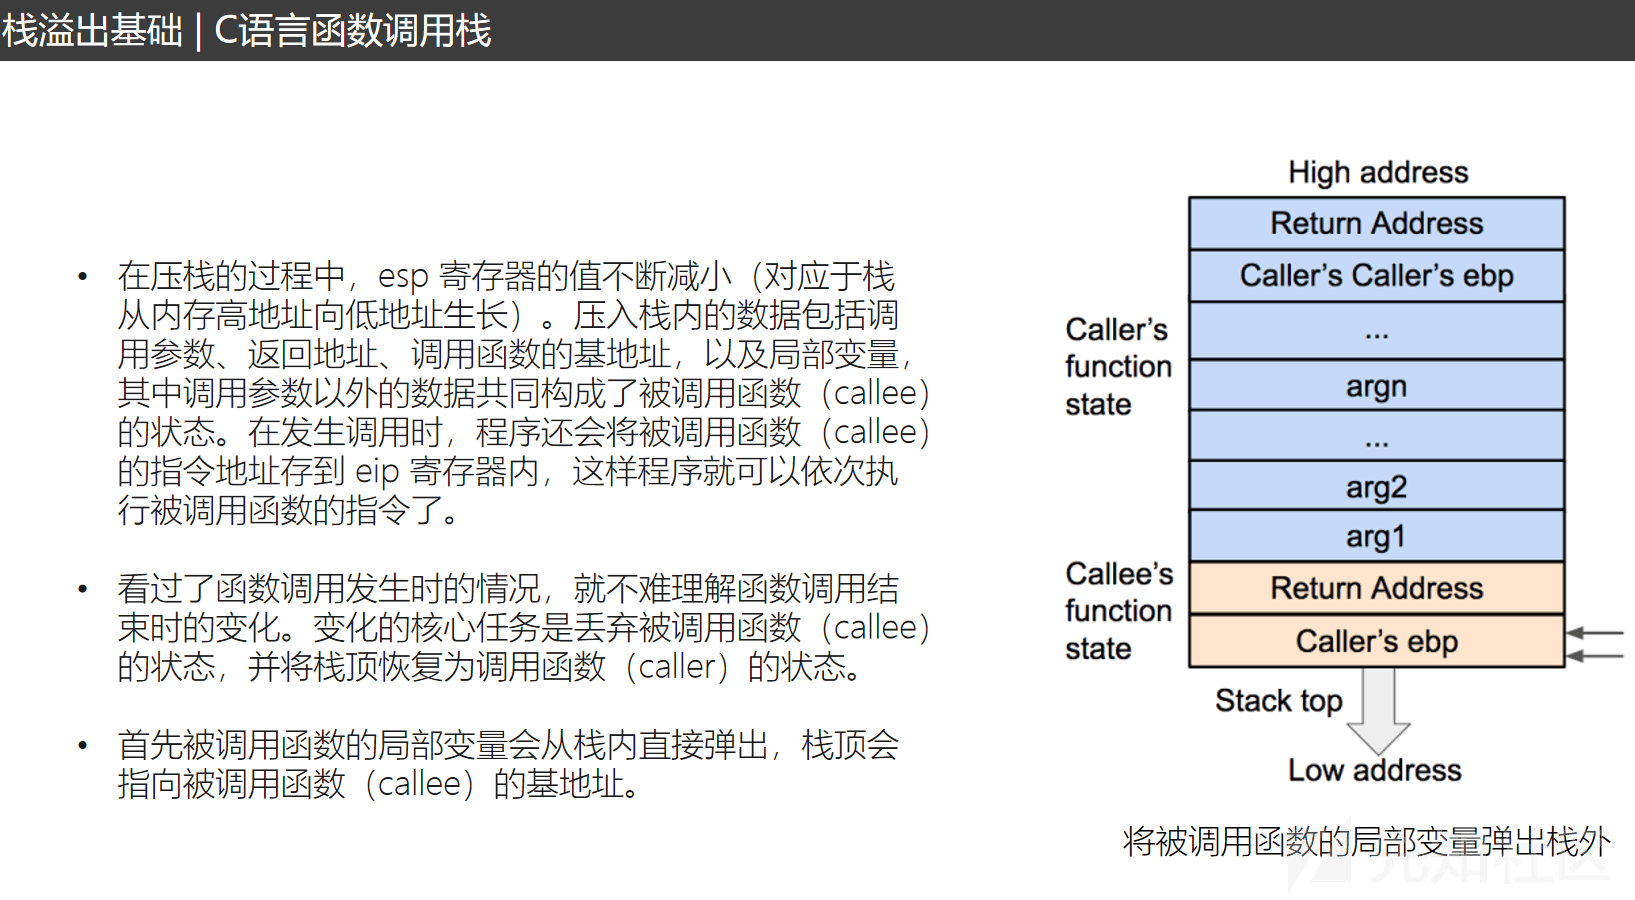 栈溢出基础 | C语言函数调用栈
• 在压栈的过程中，esp 寄存器的值不断减小（对应于栈
从内存高地址向低地址生长）。压入栈内的数据包括调
用参数、返回地址、调用函数的基地址，以及局部变量，
其中调用参数以外的数据共同构成了被调用函数（callee）
的状态。在发生调用时，程序还会将被调用函数（callee）
的指令地址存到 eip 寄存器内，这样程序就可以依次执
行被调用函数的指令了。
• 看过了函数调用发生时的情况，就不难理解函数调用结
束时的变化。变化的核心任务是丢弃被调用函数（callee）
的状态，并将栈顶恢复为调用函数（caller）的状态。
• 首先被调用函数的局部变量会从栈内直接弹出，栈顶会
指向被调用函数（callee）的基地址。
High address
Return Address
Caller’s Caller’s ebp
...
argn
...
arg2
arg1
Return Address
Caller’s ebp
Caller’s
function
state
Callee’s
function
state
Stack top
Low address
将被调用函数的局部变量弹出栈外
先知社区